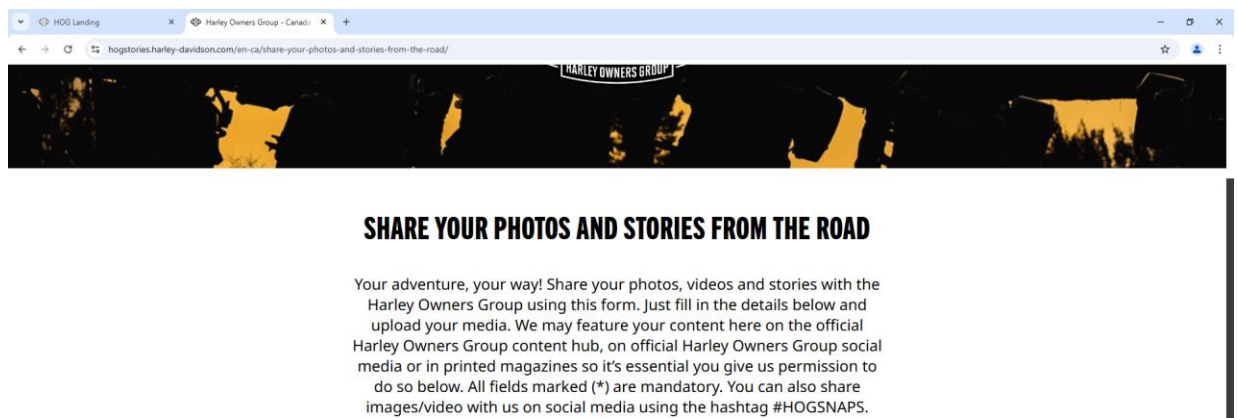 HOG Landing
Harley Owners Group - Canada
hogstories.harley-davidson.com/en-ca/share-your-photos-and-stories-from-the-road/
HARLEY OWNERS GROUP
SHARE YOUR PHOTOS AND STORIES FROM THE ROAD
Your adventure, your way! Share your photos, videos and stories with the
Harley Owners Group using this form. Just fill in the details below and
upload your media. We may feature your content here on the official
Harley Owners Group content hub, on official Harley Owners Group social
media or in printed magazines so it's essential you give us permission to
do so below. All fields marked (*) are mandatory. You can also share
images/video with us on social media using the hashtag #HOGSNAPS.